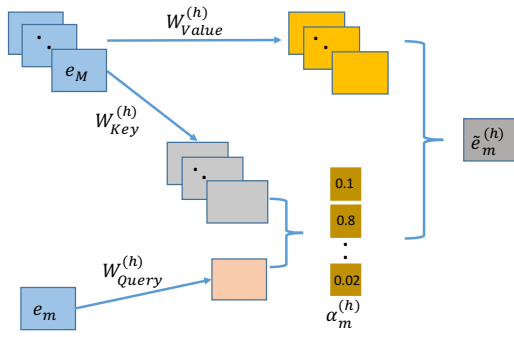 W_{Value}^{(h)}
e_M
W_{Key}^{(h)}
ẽ_m^{(h)}
0.1
0.8
W_{Query}^{(h)}
0.02
e_m
α_m^{(h)}